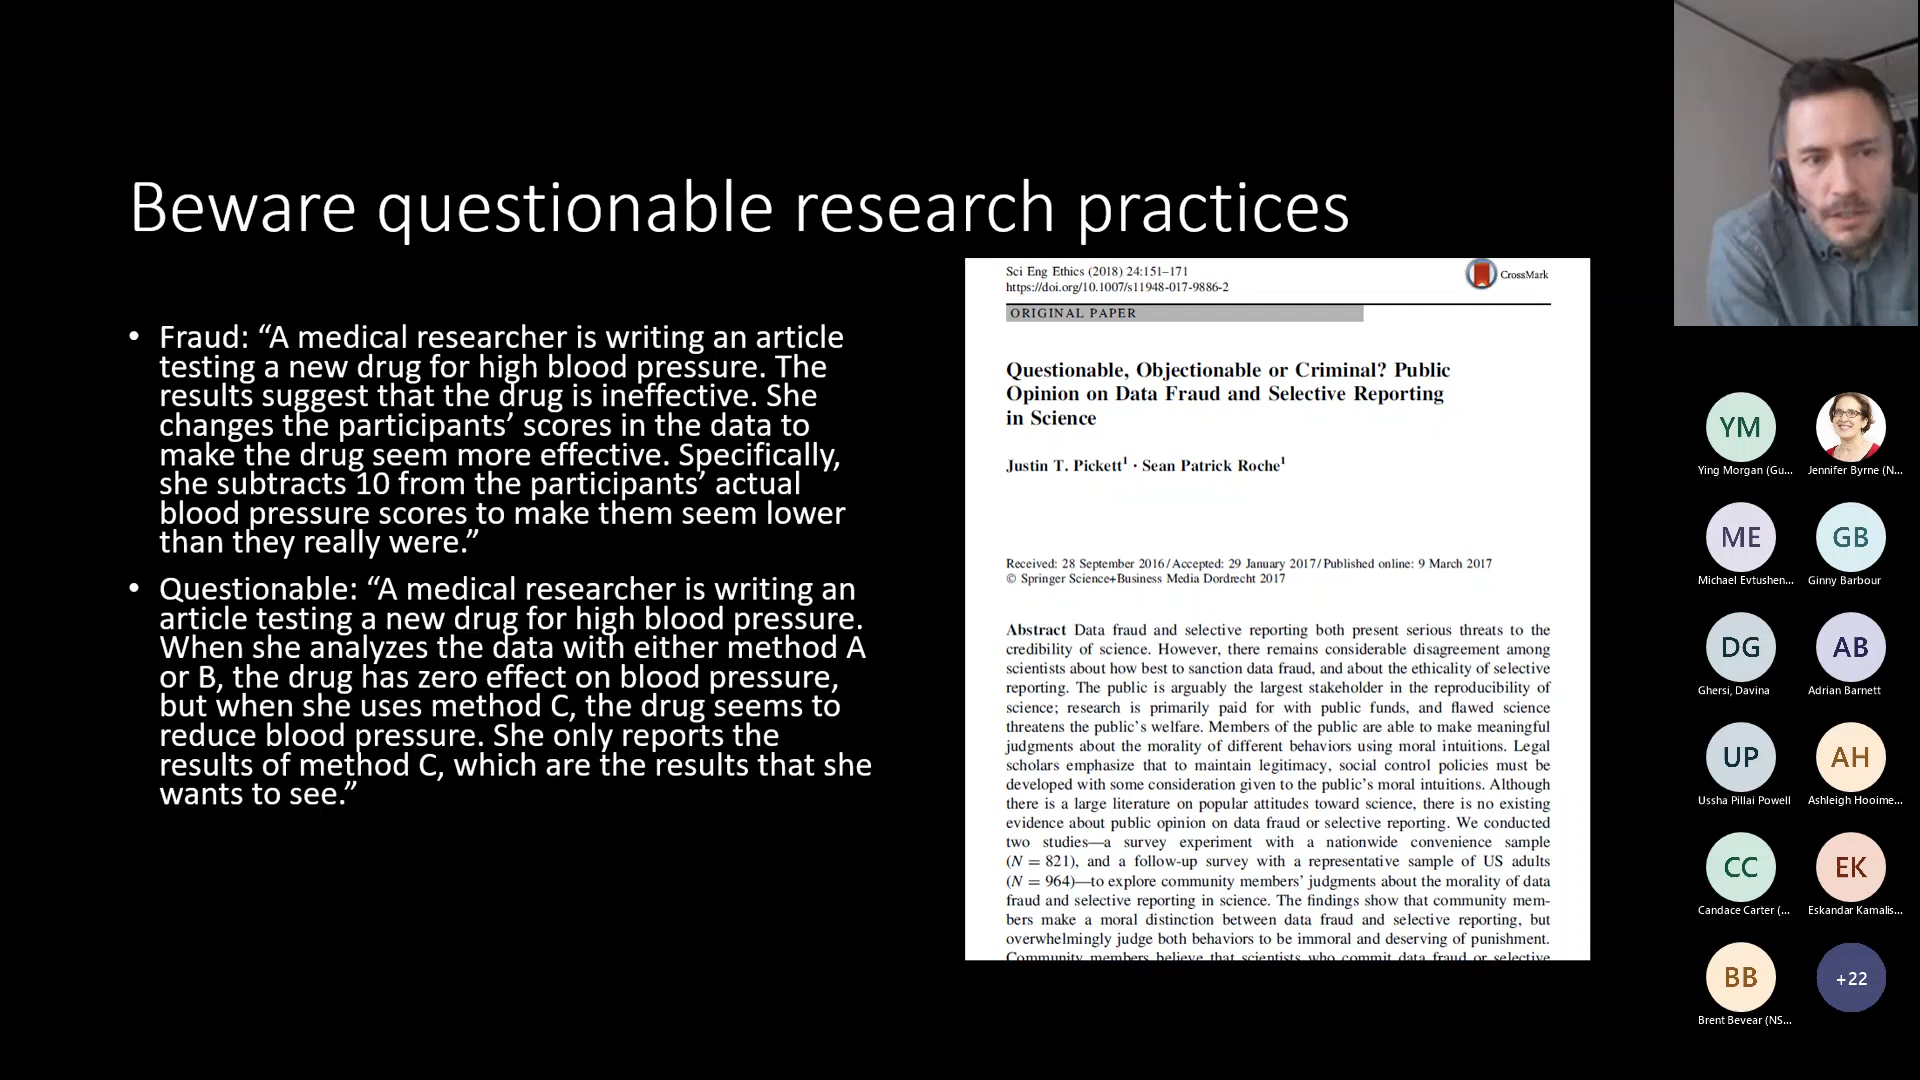 Beware questionable research practices
• Fraud: “A medical researcher is writing an article
testing a new drug for high blood pressure. The
results suggest that the drug is ineffective. She
changes the participants’ scores in the data to
make the drug seem more effective. Specifically,
she subtracts 10 from the participants’ actual
blood pressure scores to make them seem lower
than they really were.”
• Questionable: “A medical researcher is writing an
article testing a new drug for high blood pressure.
When she analyzes the data with either method A
or B, the drug has zero effect on blood pressure,
but when she uses method C, the drug seems to
reduce blood pressure. She only reports the
results of method C, which are the results that she
wants to see.”
Sci Eng Ethics (2018) 24:151–171
https://doi.org/10.1007/s11948-017-9886-2
CrossMark
ORIGINAL PAPER
Questionable, Objectionable or Criminal? Public
Opinion on Data Fraud and Selective Reporting
in Science
Justin T. Pickett¹ · Sean Patrick Roche¹
Received: 28 September 2016 / Accepted: 29 January 2017 / Published online: 9 March 2017
© Springer Science+Business Media Dordrecht 2017
Abstract Data fraud and selective reporting both present serious threats to the
credibility of science. However, there remains considerable disagreement among
scientists about how best to sanction data fraud, and about the ethicality of selective
reporting. The public is arguably the largest stakeholder in the reproducibility of
science; research is primarily paid for with public funds, and flawed science
threatens the public’s welfare. Members of the public are able to make meaningful
judgments about the morality of different behaviors using moral intuitions. Legal
scholars emphasize that to maintain legitimacy, social control policies must be
developed with some consideration given to the public’s moral intuitions. Although
there is a large literature on popular attitudes toward science, there is no existing
evidence about public opinion on data fraud or selective reporting. We conducted
two studies—a survey experiment with a nationwide convenience sample
(N = 821), and a follow-up survey with a representative sample of US adults
(N = 964)—to explore community members’ judgments about the morality of data
fraud and selective reporting in science. The findings show that community mem-
bers make a moral distinction between data fraud and selective reporting, but
overwhelmingly judge both behaviors to be immoral and deserving of punishment.
Community members believe that scientists who commit data fraud or selective
YM
Ying Morgan (Gu...
Jennifer Byrne (N...
ME
Michael Evtushen...
GB
Ginny Barbour
DG
Ghersi, Davina
AB
Adrian Barnett
UP
Ussha Pillai Powell
AH
Ashleigh Hooime...
CC
Candace Carter (...
EK
Eskandar Kamalis...
BB
Brent Bevear (NS...
+22